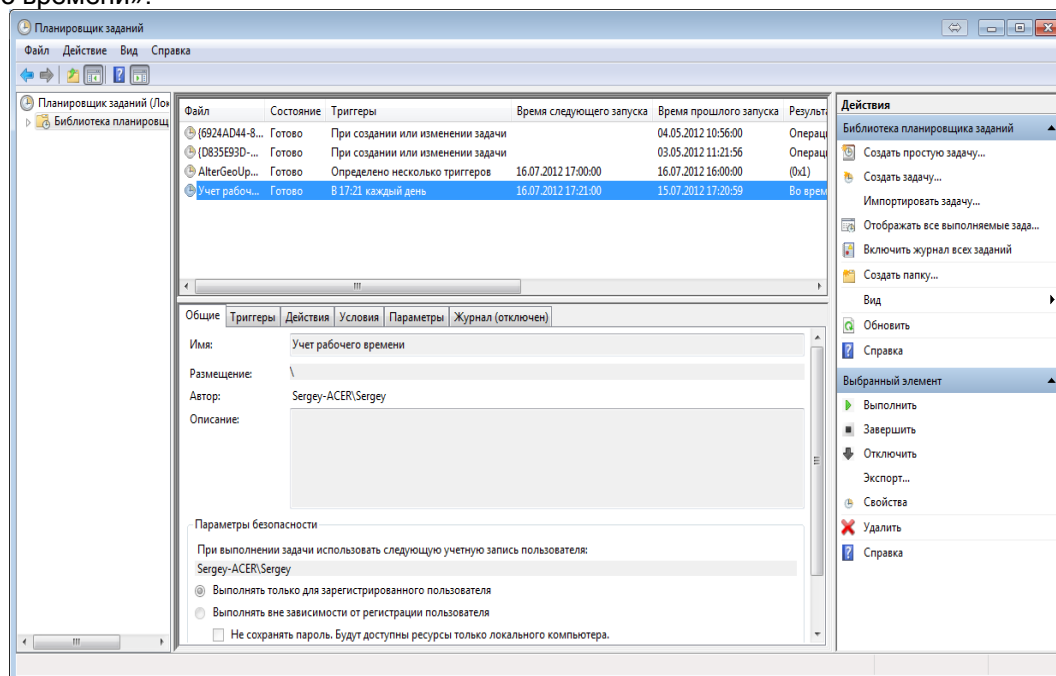 о времени».
Планировщик заданий
Файл Действие Вид Справка
Планировщик заданий (Лок
Библиотека планировщ
Файл Состояние Триггеры Время следующего запуска Время прошлого запуска Результа
{6924AD44-8... Готово При создании или изменении задачи 04.05.2012 10:56:00 Операци
{D835E93D-... Готово При создании или изменении задачи 03.05.2012 11:21:56 Операци
AlterGeoUp... Готово Определено несколько триггеров 16.07.2012 17:00:00 16.07.2012 16:00:00 (0x1)
Учет рабоч... Готово В 17:21 каждый день 16.07.2012 17:21:00 15.07.2012 17:20:59 Во врем
Общие Триггеры Действия Условия Параметры Журнал (отключен)
Имя: Учет рабочего времени
Размещение: \
Автор: Sergey-ACER\Sergey
Описание:
Параметры безопасности
При выполнении задачи использовать следующую учетную запись пользователя:
Sergey-ACER\Sergey
Выполнять только для зарегистрированного пользователя
Выполнять вне зависимости от регистрации пользователя
Не сохранять пароль. Будут доступны ресурсы только локального компьютера.
Действия
Библиотека планировщика заданий
Создать простую задачу...
Создать задачу...
Импортировать задачу...
Отображать все выполняемые зада...
Включить журнал всех заданий
Создать папку...
Вид
Обновить
Справка
Выбранный элемент
Выполнить
Завершить
Отключить
Экспорт...
Свойства
Удалить
Справка